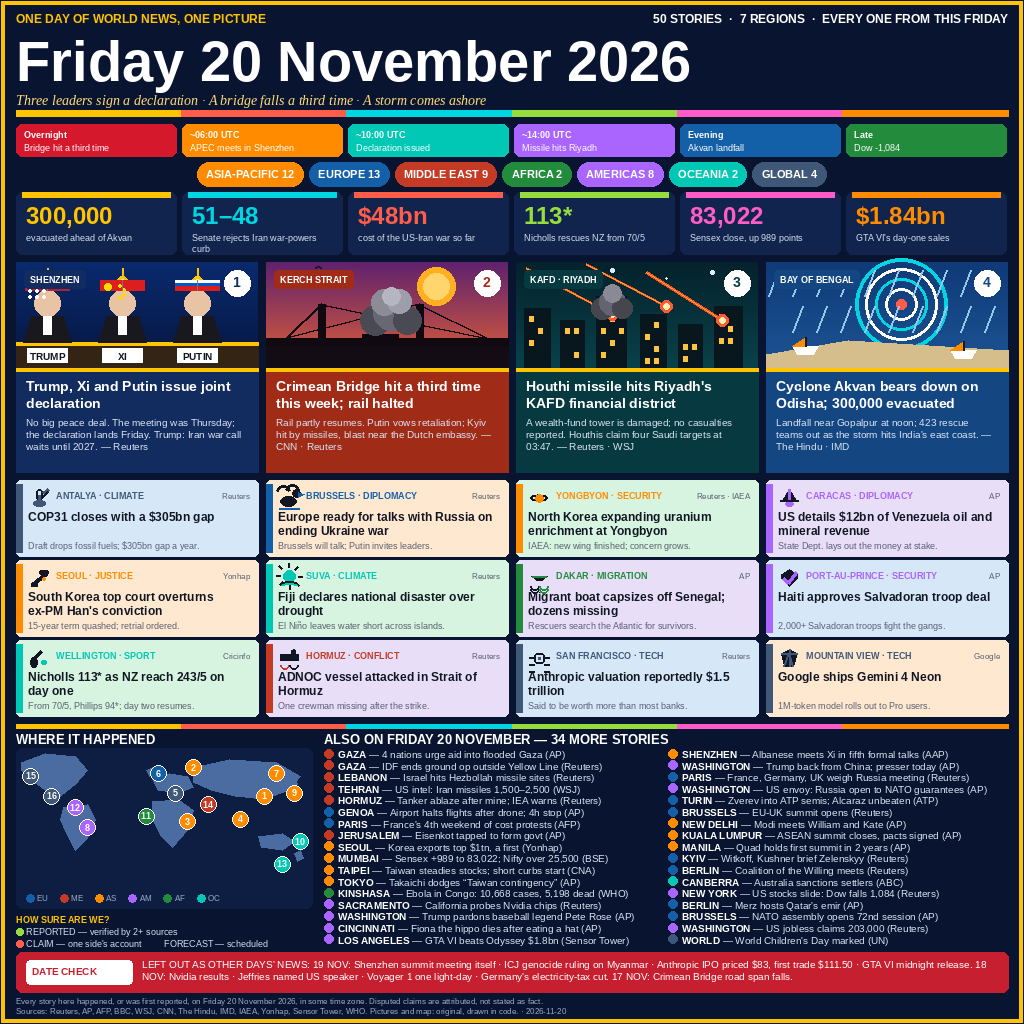 ONE DAY OF WORLD NEWS, ONE PICTURE
50 STORIES · 7 REGIONS · EVERY ONE FROM THIS FRIDAY
Friday 20 November 2026
Three leaders sign a declaration · A bridge falls a third time · A storm comes ashore
Overnight
Bridge hit a third time
~06:00 UTC
APEC meets in Shenzhen
~10:00 UTC
Declaration issued
~14:00 UTC
Missile hits Riyadh
Evening
Akvan landfall
Late
Dow -1,084
ASIA-PACIFIC 12
EUROPE 13
MIDDLE EAST 9
AFRICA 2
AMERICAS 8
OCEANIA 2
GLOBAL 4
300,000
evacuated ahead of Akvan
51–48
Senate rejects Iran war-powers
curb
$48bn
cost of the US-Iran war so far
113*
Nicholls rescues NZ from 70/5
83,022
Sensex close, up 989 points
$1.84bn
GTA VI's day-one sales
SHENZHEN
1
TRUMP
XI
PUTIN
Trump, Xi and Putin issue joint
declaration
No big peace deal. The meeting was Thursday;
the declaration lands Friday. Trump: Iran war call
waits until 2027. — Reuters
KERCH STRAIT
2
Crimean Bridge hit a third time
this week; rail halted
Rail partly resumes. Putin vows retaliation; Kyiv
hit by missiles, blast near the Dutch embassy. —
CNN · Reuters
KAFD · RIYADH
3
Houthi missile hits Riyadh's
KAFD financial district
A wealth-fund tower is damaged; no casualties
reported. Houthis claim four Saudi targets at
03:47. — Reuters · WSJ
BAY OF BENGAL
4
Cyclone Akvan bears down on
Odisha; 300,000 evacuated
Landfall near Gopalpur at noon; 423 rescue
teams out as the storm hits India's east coast. —
The Hindu · IMD
ANTALYA · CLIMATE
Reuters
COP31 closes with a $305bn gap
Draft drops fossil fuels; $305bn gap a year.
BRUSSELS · DIPLOMACY
Reuters
Europe ready for talks with Russia on
ending Ukraine war
Brussels will talk; Putin invites leaders.
YONGBYON · SECURITY
Reuters · IAEA
North Korea expanding uranium
enrichment at Yongbyon
IAEA: new wing finished; concern grows.
CARACAS · DIPLOMACY
AP
US details $12bn of Venezuela oil and
mineral revenue
State Dept. lays out the money at stake.
SEOUL · JUSTICE
Yonhap
South Korea top court overturns
ex-PM Han's conviction
15-year term quashed; retrial ordered.
SUVA · CLIMATE
Reuters
Fiji declares national disaster over
drought
El Niño leaves water short across islands.
DAKAR · MIGRATION
AP
Migrant boat capsizes off Senegal;
dozens missing
Rescuers search the Atlantic for survivors.
PORT-AU-PRINCE · SECURITY
AP
Haiti approves Salvadoran troop deal
2,000+ Salvadoran troops fight the gangs.
WELLINGTON · SPORT
Cricinfo
Nicholls 113* as NZ reach 243/5 on
day one
From 70/5, Phillips 94*; day two resumes.
HORMUZ · CONFLICT
Reuters
ADNOC vessel attacked in Strait of
Hormuz
One crewman missing after the strike.
SAN FRANCISCO · TECH
Reuters
Anthropic valuation reportedly $1.5
trillion
Said to be worth more than most banks.
MOUNTAIN VIEW · TECH
Google
Google ships Gemini 4 Neon
1M-token model rolls out to Pro users.
WHERE IT HAPPENED
15
16
12
8
6
2
5
11
3
14
7
1
9
4
10
13
EU
ME
AS
AM
AF
OC
HOW SURE ARE WE?
REPORTED — verified by 2+ sources
CLAIM — one side's account
FORECAST — scheduled
ALSO ON FRIDAY 20 NOVEMBER — 34 MORE STORIES
GAZA — 4 nations urge aid into flooded Gaza (AP)
GAZA — IDF ends ground op outside Yellow Line (Reuters)
LEBANON — Israel hits Hezbollah missile sites (Reuters)
TEHRAN — US intel: Iran missiles 1,500–2,500 (WSJ)
HORMUZ — Tanker ablaze after mine; IEA warns (Reuters)
GENOA — Airport halts flights after drone; 4h stop (AP)
PARIS — France's 4th weekend of cost protests (AFP)
JERUSALEM — Eisenkot tapped to form govt (AP)
SEOUL — Korea exports top $1tn, a first (Yonhap)
MUMBAI — Sensex +989 to 83,022; Nifty over 25,500 (BSE)
TAIPEI — Taiwan steadies stocks; short curbs start (CNA)
TOKYO — Takaichi dodges "Taiwan contingency" (AP)
KINSHASA — Ebola in Congo: 10,668 cases, 5,198 dead (WHO)
SACRAMENTO — California probes Nvidia chips (Reuters)
WASHINGTON — Trump pardons baseball legend Pete Rose (AP)
CINCINNATI — Fiona the hippo dies after eating a hat (AP)
LOS ANGELES — GTA VI beats Odyssey $1.8bn (Sensor Tower)
SHENZHEN — Albanese meets Xi in fifth formal talks (AAP)
WASHINGTON — Trump back from China; presser today (AP)
PARIS — France, Germany, UK weigh Russia meeting (Reuters)
WASHINGTON — US envoy: Russia open to NATO guarantees (AP)
TURIN — Zverev into ATP semis; Alcaraz unbeaten (ATP)
BRUSSELS — EU-UK summit opens (Reuters)
NEW DELHI — Modi meets William and Kate (AP)
KUALA LUMPUR — ASEAN summit closes, pacts signed (AP)
MANILA — Quad holds first summit in 2 years (AP)
KYIV — Witkoff, Kushner brief Zelenskyy (Reuters)
BERLIN — Coalition of the Willing meets (Reuters)
CANBERRA — Australia sanctions settlers (ABC)
NEW YORK — US stocks slide: Dow falls 1,084 (Reuters)
BERLIN — Merz hosts Qatar's emir (AP)
BRUSSELS — NATO assembly opens 72nd session (AP)
WASHINGTON — US jobless claims 203,000 (Reuters)
WORLD — World Children's Day marked (UN)
DATE CHECK
LEFT OUT AS OTHER DAYS' NEWS: 19 NOV: Shenzhen summit meeting itself · ICJ genocide ruling on Myanmar · Anthropic IPO priced $83, first trade $111.50 · GTA VI midnight release. 18
NOV: Nvidia results · Jeffries named US speaker · Voyager 1 one light-day · Germany's electricity-tax cut. 17 NOV: Crimean Bridge road span falls.
Every story here happened, or was first reported, on Friday 20 November 2026, in some time zone. Disputed claims are attributed, not stated as fact.
Sources: Reuters, AP, AFP, BBC, WSJ, CNN, The Hindu, IMD, IAEA, Yonhap, Sensor Tower, WHO. Pictures and map: original, drawn in code. · 2026-11-20